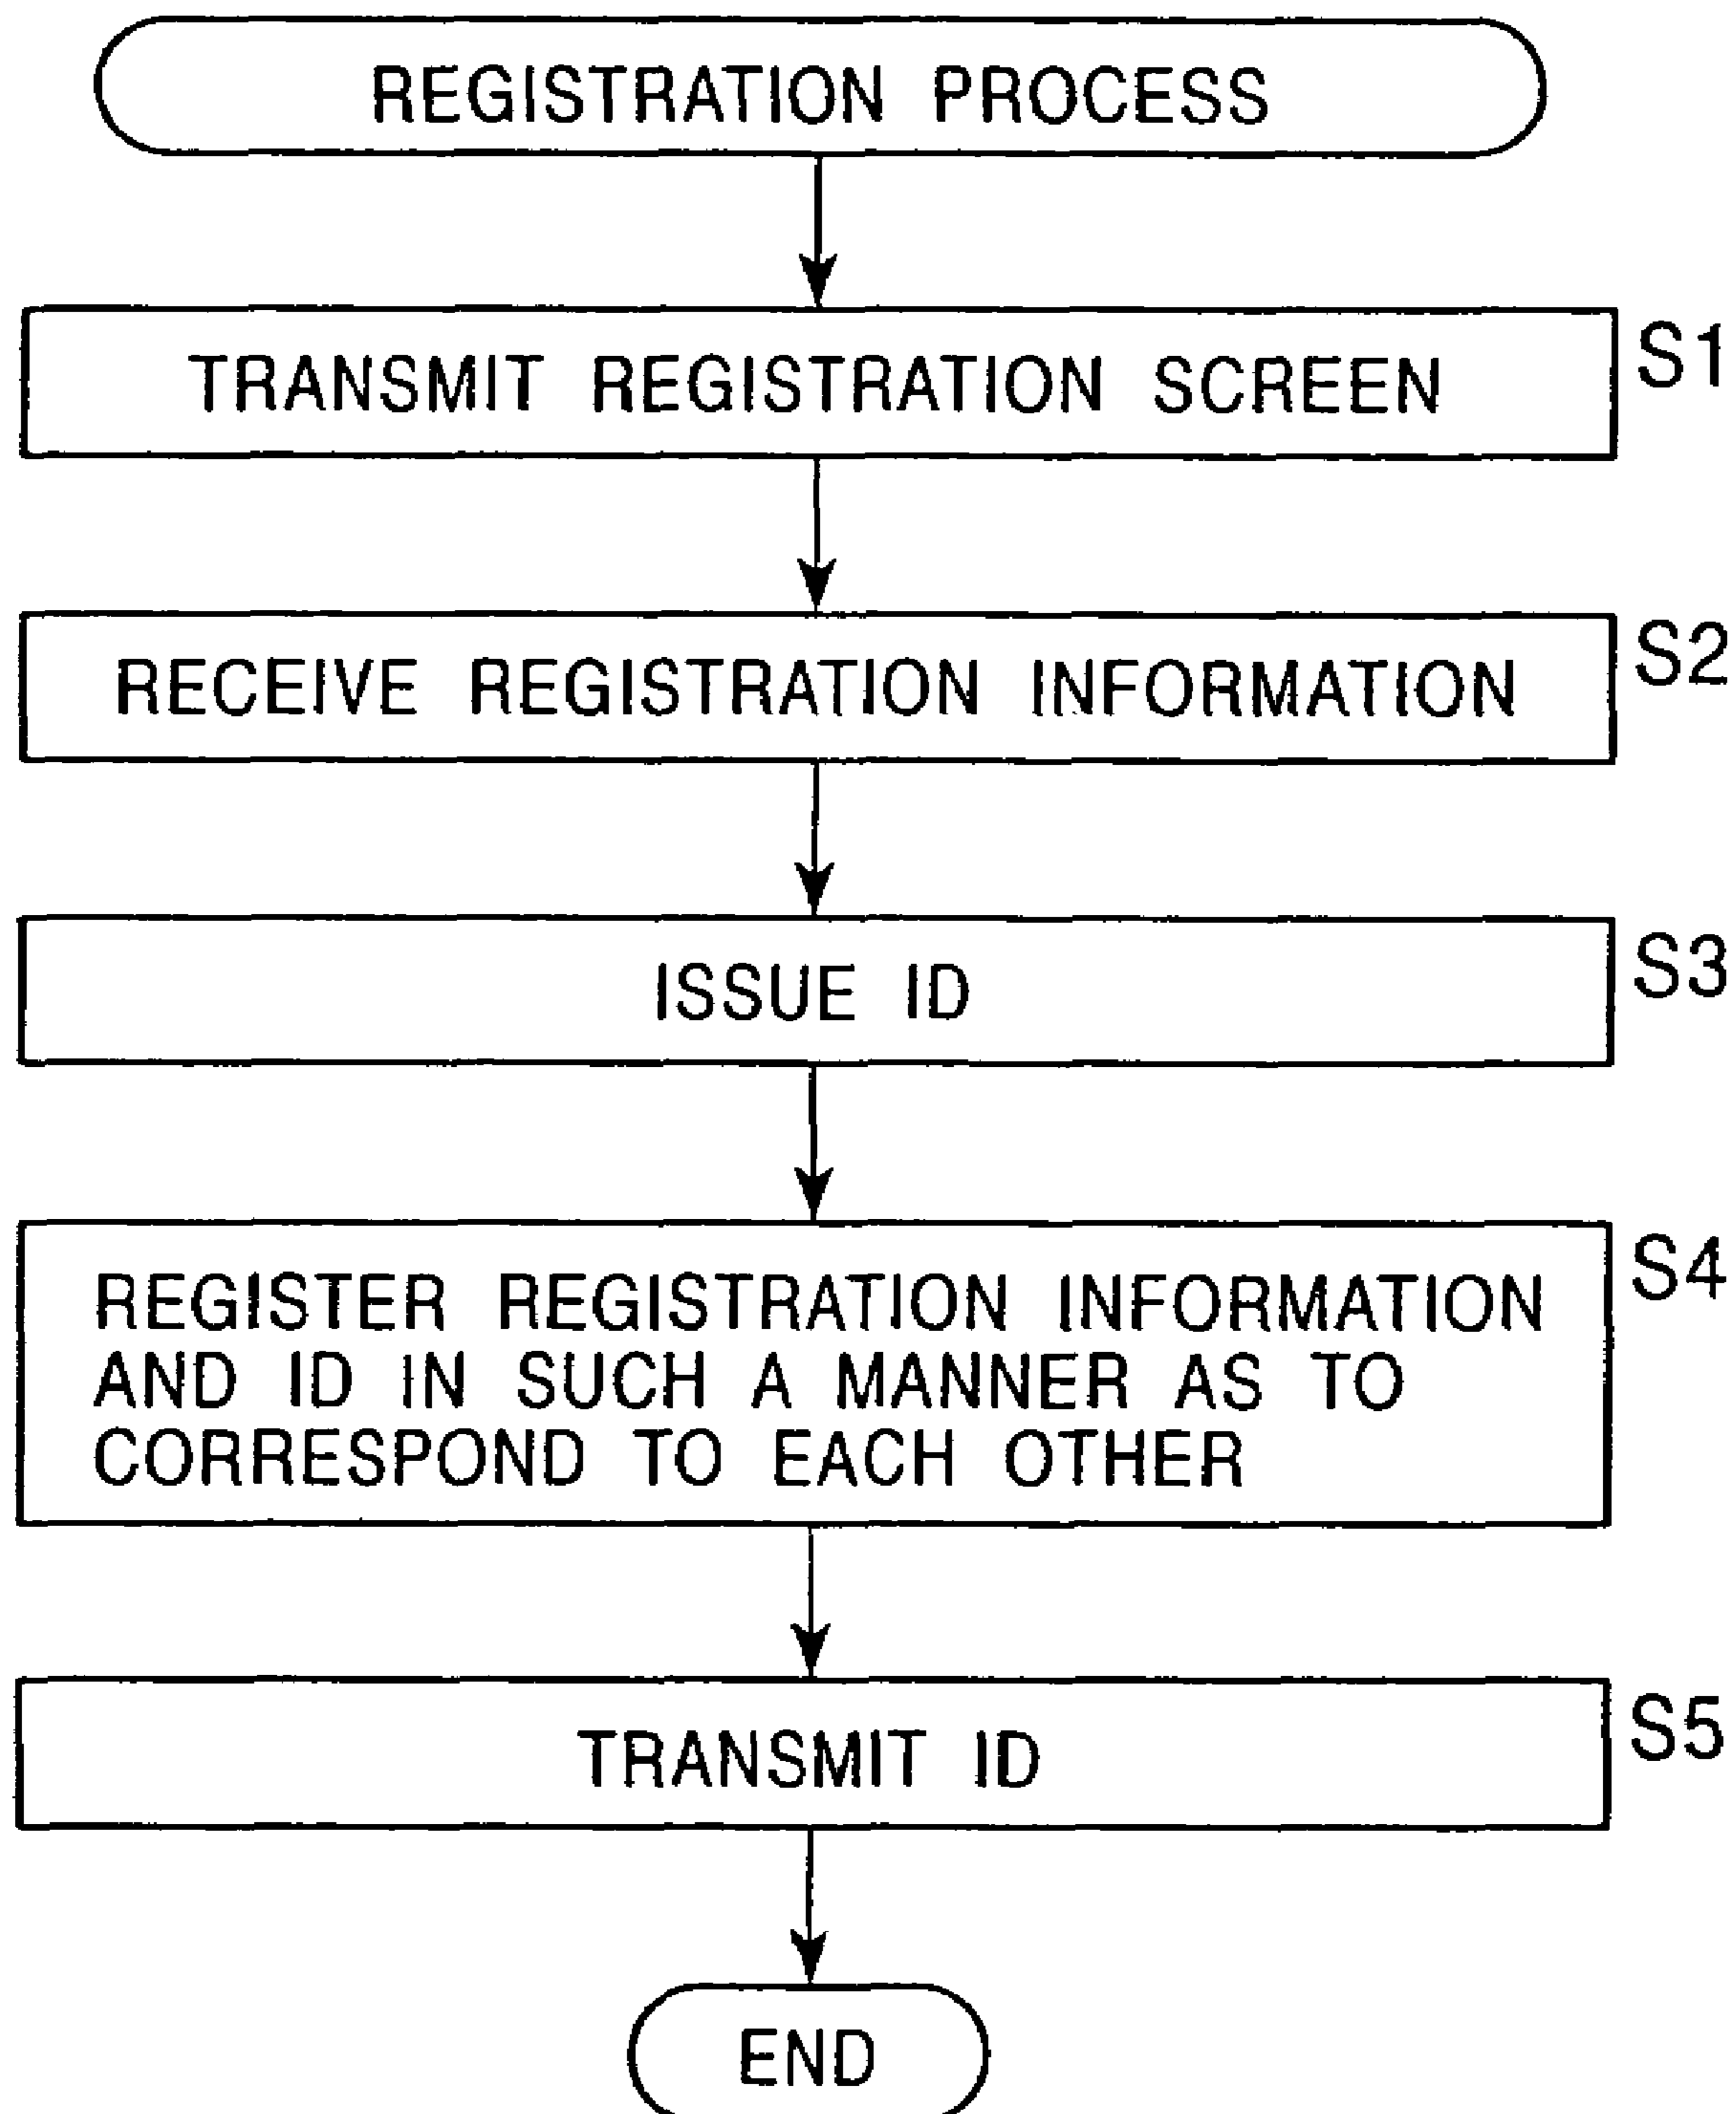 REGISTRATION PROCESS
TRANSMIT REGISTRATION SCREEN
S1
RECEIVE REGISTRATION INFORMATION
S2
ISSUE ID
S3
REGISTER REGISTRATION INFORMATION
AND ID IN SUCH A MANNER AS TO
CORRESPOND TO EACH OTHER
S4
TRANSMIT ID
S5
END